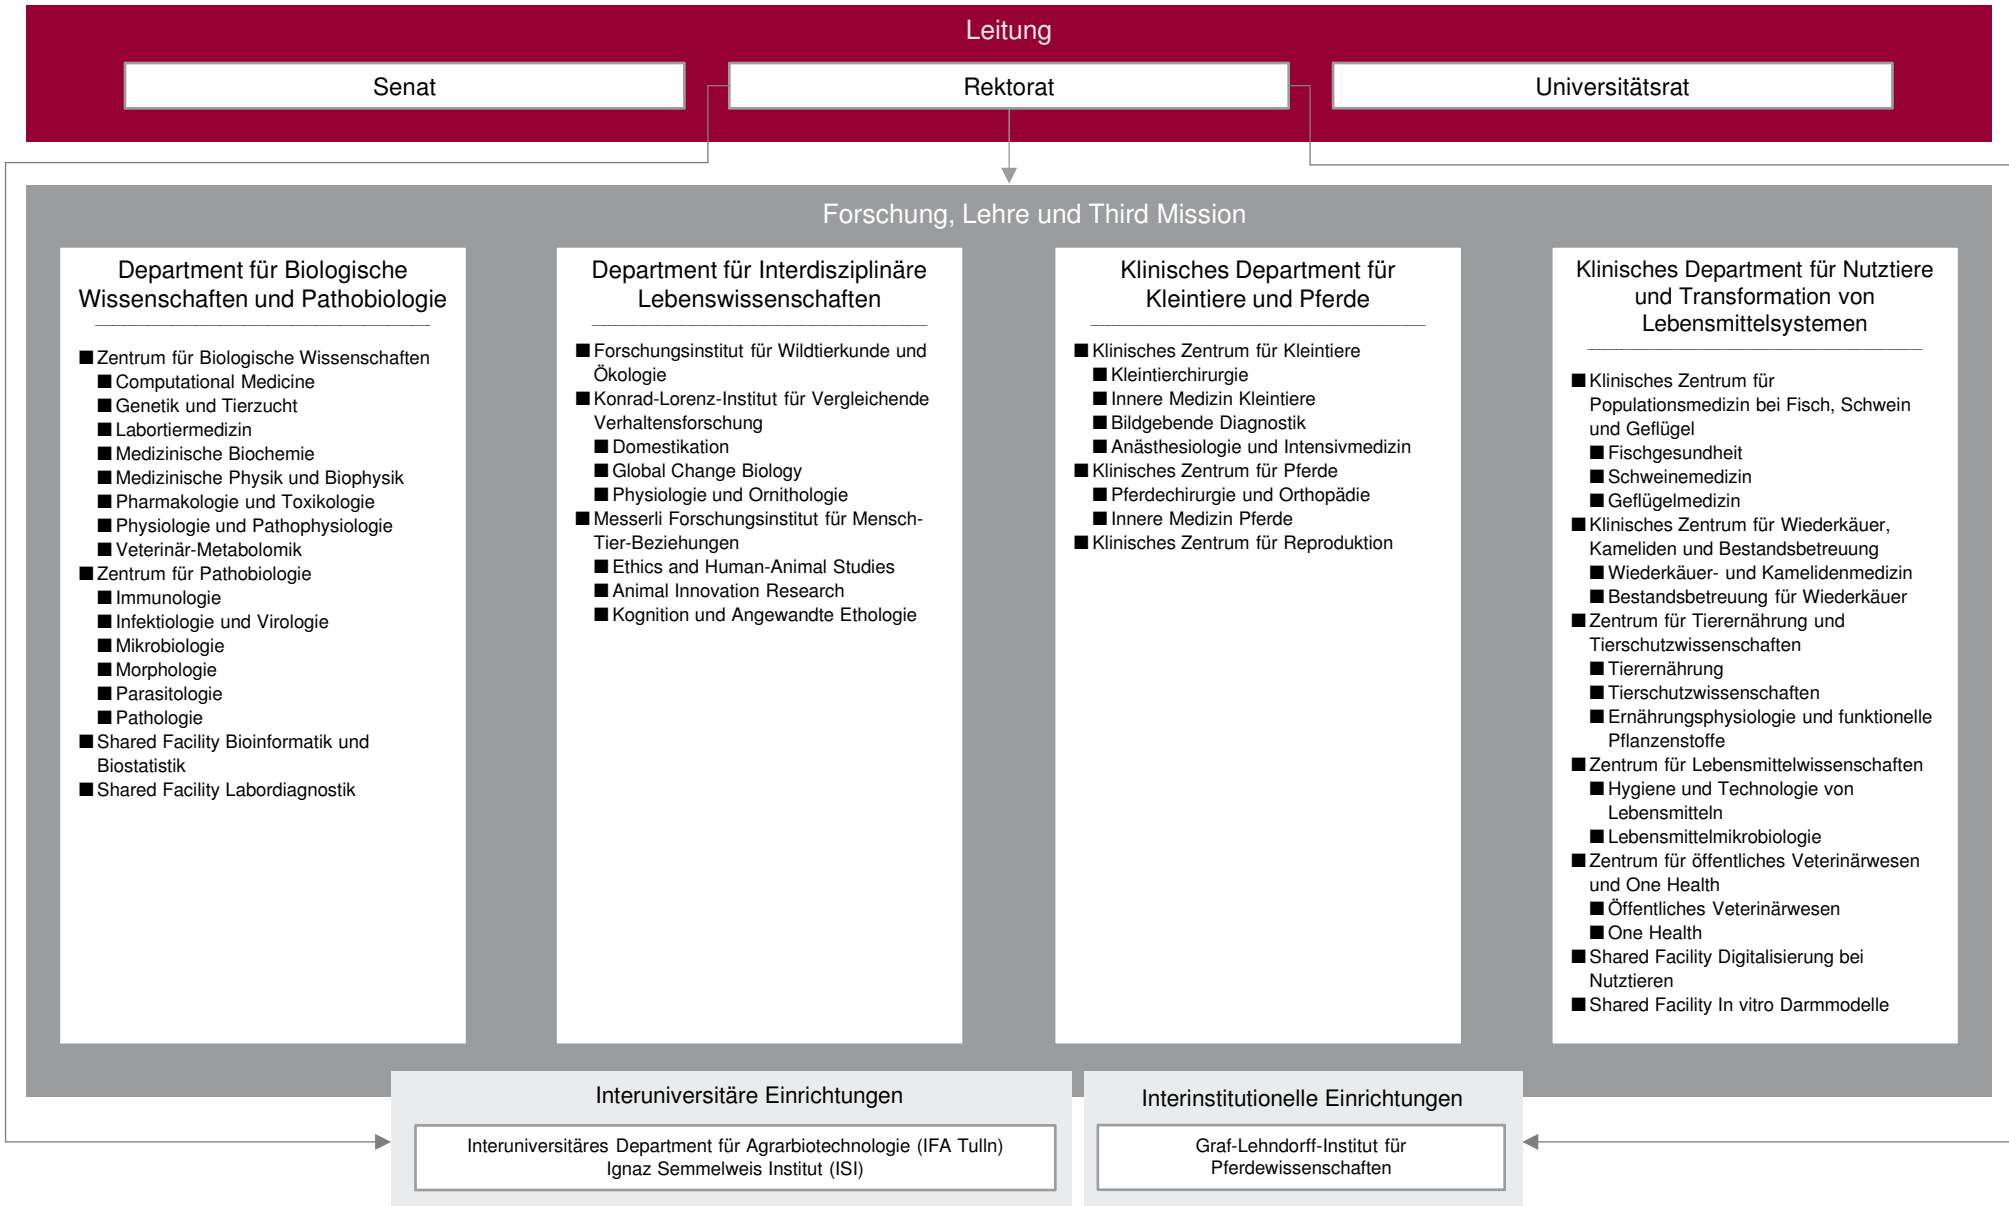 Leitung
Senat
Rektorat
Universitätsrat
Forschung, Lehre und Third Mission
Department für Biologische
Wissenschaften und Pathobiologie
■ Zentrum für Biologische Wissenschaften
■ Computational Medicine
■ Genetik und Tierzucht
■ Labortiermedizin
■ Medizinische Biochemie
■ Medizinische Physik und Biophysik
■ Pharmakologie und Toxikologie
■ Physiologie und Pathophysiologie
■ Veterinär-Metabolomik
■ Zentrum für Pathobiologie
■ Immunologie
■ Infektiologie und Virologie
■ Mikrobiologie
■ Morphologie
■ Parasitologie
■ Pathologie
■ Shared Facility Bioinformatik und
Biostatistik
■ Shared Facility Labordiagnostik
Department für Interdisziplinäre
Lebenswissenschaften
■ Forschungsinstitut für Wildtierkunde und
Ökologie
■ Konrad-Lorenz-Institut für Vergleichende
Verhaltensforschung
■ Domestikation
■ Global Change Biology
■ Physiologie und Ornithologie
■ Messerli Forschungsinstitut für Mensch-
Tier-Beziehungen
■ Ethics and Human-Animal Studies
■ Animal Innovation Research
■ Kognition und Angewandte Ethologie
Klinisches Department für
Kleintiere und Pferde
■ Klinisches Zentrum für Kleintiere
■ Kleintierchirurgie
■ Innere Medizin Kleintiere
■ Bildgebende Diagnostik
■ Anästhesiologie und Intensivmedizin
■ Klinisches Zentrum für Pferde
■ Pferdechirurgie und Orthopädie
■ Innere Medizin Pferde
■ Klinisches Zentrum für Reproduktion
Klinisches Department für Nutztiere
und Transformation von
Lebensmittelsystemen
■ Klinisches Zentrum für
Populationsmedizin bei Fisch, Schwein
und Geflügel
■ Fischgesundheit
■ Schweinemedizin
■ Geflügelmedizin
■ Klinisches Zentrum für Wiederkäuer,
Kameliden und Bestandsbetreuung
■ Wiederkäuer- und Kamelidenmedizin
■ Bestandsbetreuung für Wiederkäuer
■ Zentrum für Tierernährung und
Tierschutzwissenschaften
■ Tierernährung
■ Tierschutzwissenschaften
■ Ernährungsphysiologie und funktionelle
Pflanzenstoffe
■ Zentrum für Lebensmittelwissenschaften
■ Hygiene und Technologie von
Lebensmitteln
■ Lebensmittelmikrobiologie
■ Zentrum für öffentliches Veterinärwesen
und One Health
■ Öffentliches Veterinärwesen
■ One Health
■ Shared Facility Digitalisierung bei
Nutztieren
■ Shared Facility In vitro Darmmodelle
Interuniversitäre Einrichtungen
Interuniversitäres Department für Agrarbiotechnologie (IFA Tulln)
Ignaz Semmelweis Institut (ISI)
Interinstitutionelle Einrichtungen
Graf-Lehndorff-Institut für
Pferdewissenschaften